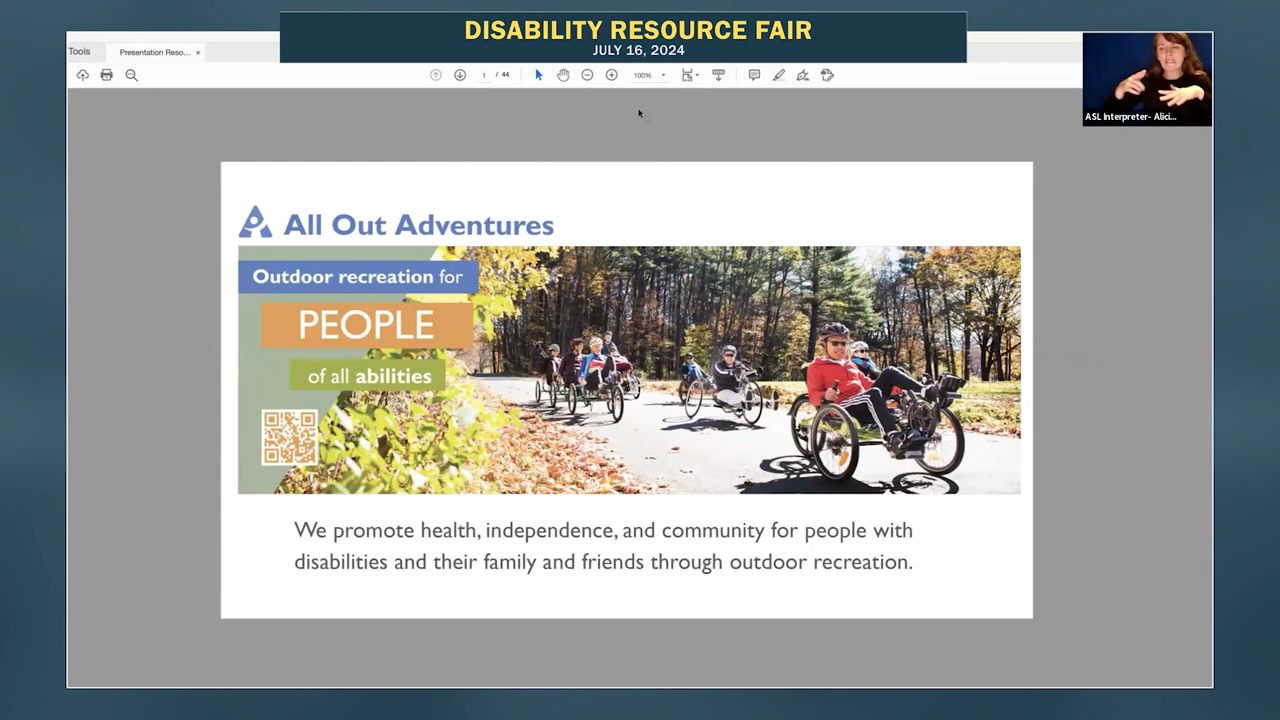 DISABILITY RESOURCE FAIR
JULY 16, 2024
Tools
Presentation Reso... ×
1 / 44
100%
ASL Interpreter- Alici...
All Out Adventures
Outdoor recreation for
PEOPLE
of all abilities
We promote health, independence, and community for people with
disabilities and their family and friends through outdoor recreation.